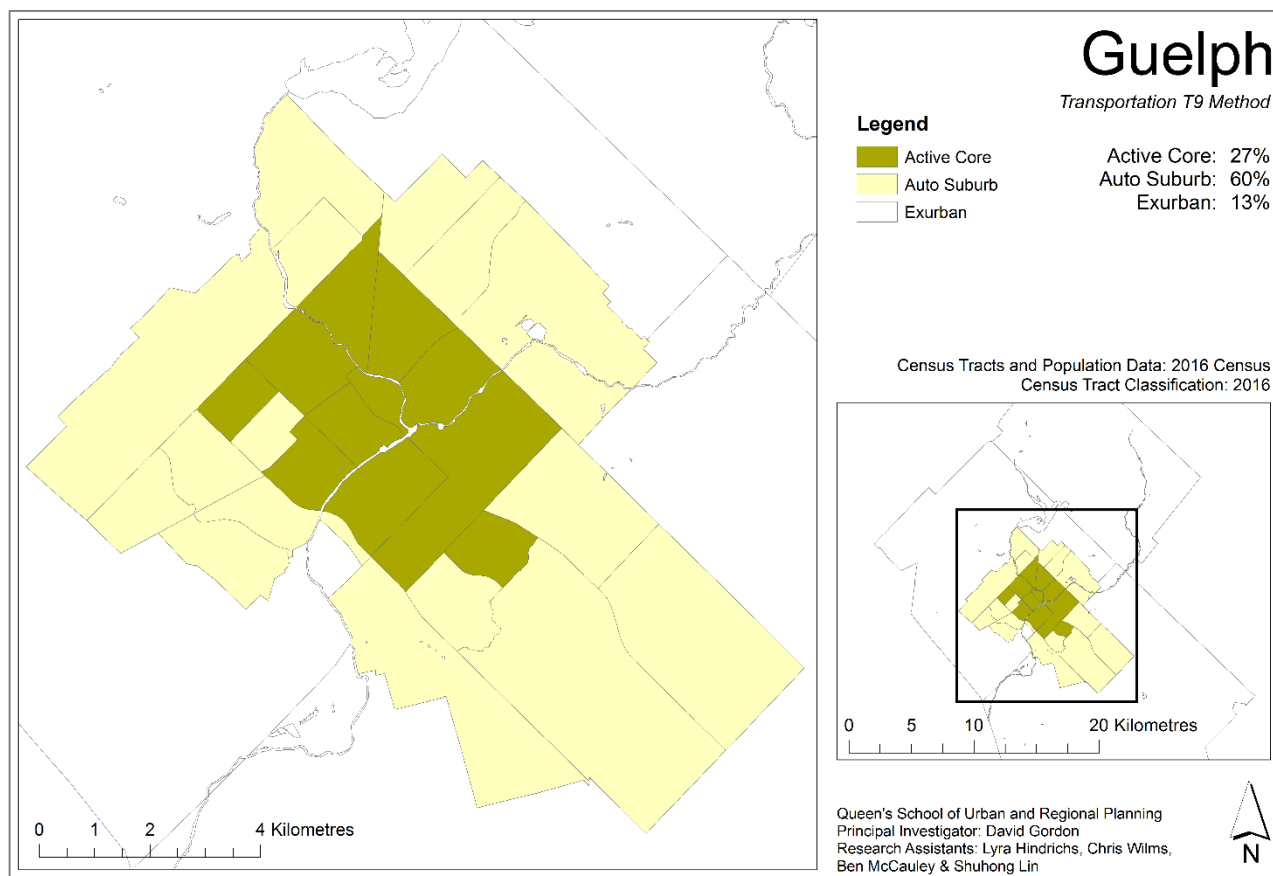 Guelph
Transportation T9 Method
Legend
Active Core
Auto Suburb
Exurban
Active Core: 27%
Auto Suburb: 60%
Exurban: 13%
Census Tracts and Population Data: 2016 Census
Census Tract Classification: 2016
0 5 10 20 Kilometres
0 1 2 4 Kilometres
Queen's School of Urban and Regional Planning
Principal Investigator: David Gordon
Research Assistants: Lyra Hindrichs, Chris Wilms,
Ben McCauley & Shuhong Lin
N